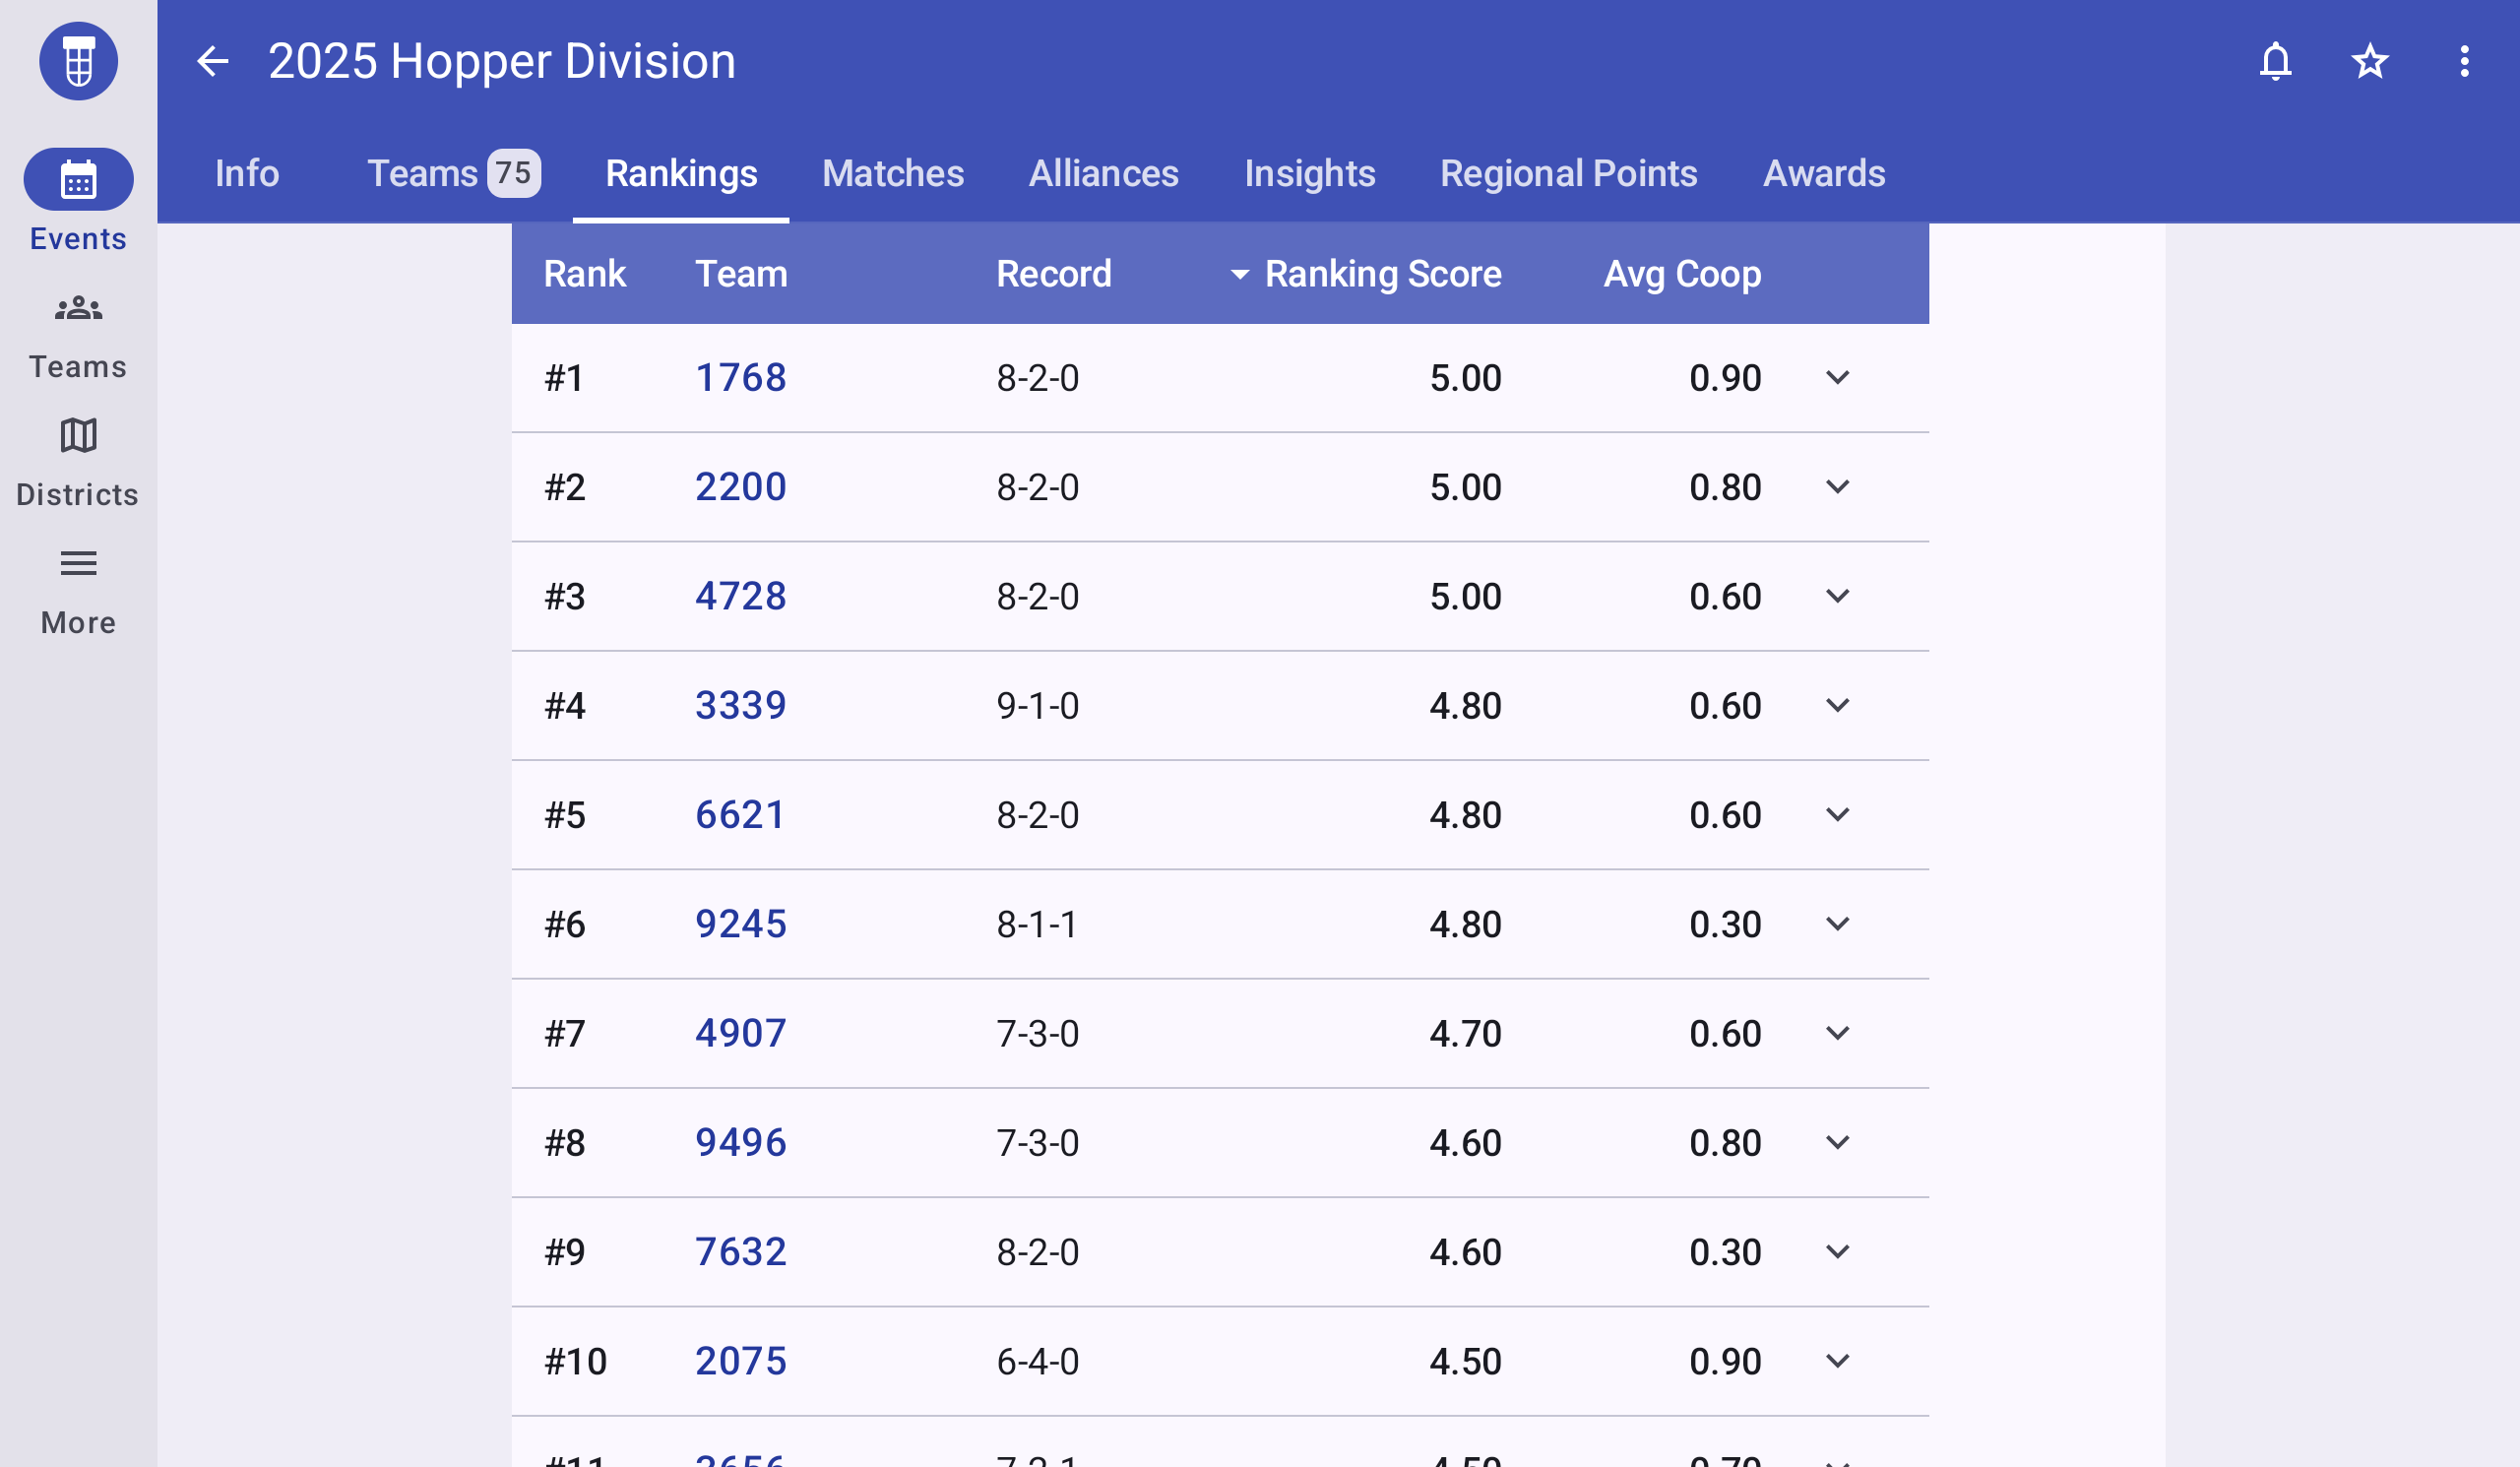 2025 Hopper Division
Info Teams 75 Rankings Matches Alliances Insights Regional Points Awards
Events
Teams
Districts
More
Rank Team Record Ranking Score Avg Coop
#1 1768 8-2-0 5.00 0.90
#2 2200 8-2-0 5.00 0.80
#3 4728 8-2-0 5.00 0.60
#4 3339 9-1-0 4.80 0.60
#5 6621 8-2-0 4.80 0.60
#6 9245 8-1-1 4.80 0.30
#7 4907 7-3-0 4.70 0.60
#8 9496 7-3-0 4.60 0.80
#9 7632 8-2-0 4.60 0.30
#10 2075 6-4-0 4.50 0.90
#11 4.50 0.70